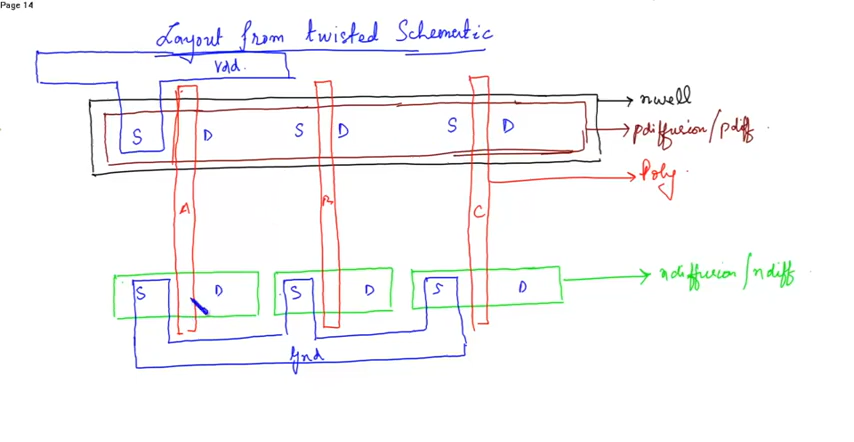 Page 14
Layout from twisted Schematic
Vdd.
nwell
S D S D S D
pdiffusion/pdiff.
Poly.
A B C
S D S D S D
ndiffusion/ndiff
Gnd